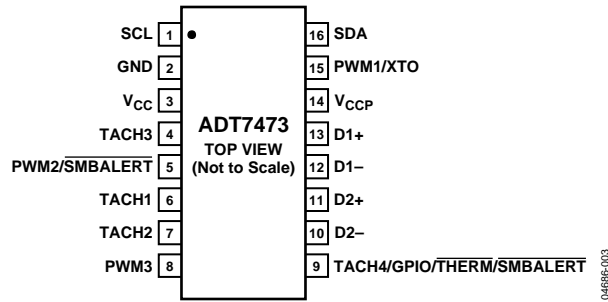 SCL 1
GND 2
VCC 3
TACH3 4
PWM2/SMBALERT 5
TACH1 6
TACH2 7
PWM3 8
ADT7473
TOP VIEW
(Not to Scale)
16 SDA
15 PWM1/XTO
14 VCCP
13 D1+
12 D1–
11 D2+
10 D2–
9 TACH4/GPIO/THERM/SMBALERT
04686-003